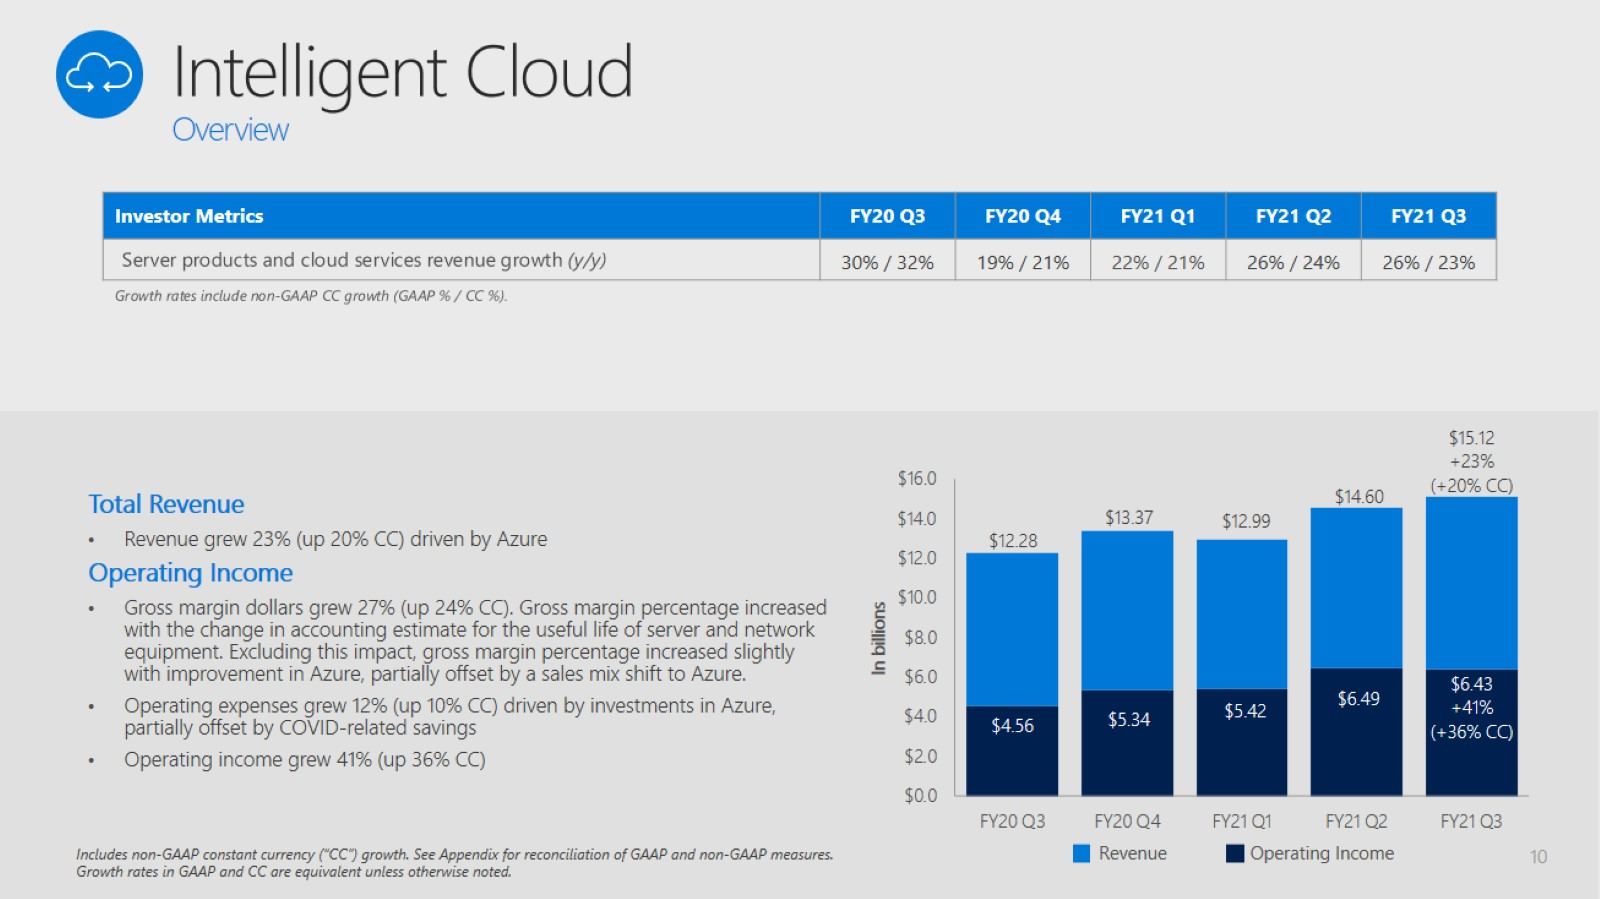 Intelligent Cloud
Overview
Investor Metrics FY20 Q3 FY20 Q4 FY21 Q1 FY21 Q2 FY21 Q3
Server products and cloud services revenue growth (y/y) 30% / 32% 19% / 21% 22% / 21% 26% / 24% 26% / 23%
Growth rates include non-GAAP CC growth (GAAP % / CC %).
Total Revenue
• Revenue grew 23% (up 20% CC) driven by Azure
Operating Income
• Gross margin dollars grew 27% (up 24% CC). Gross margin percentage increased
with the change in accounting estimate for the useful life of server and network
equipment. Excluding this impact, gross margin percentage increased slightly
with improvement in Azure, partially offset by a sales mix shift to Azure.
• Operating expenses grew 12% (up 10% CC) driven by investments in Azure,
partially offset by COVID-related savings
• Operating income grew 41% (up 36% CC)
In billions
$16.0
$14.0
$12.0
$10.0
$8.0
$6.0
$4.0
$2.0
$0.0
$12.28
$4.56
$13.37
$5.34
$12.99
$5.42
$14.60
$6.49
$15.12
+23%
(+20% CC)
$6.43
+41%
(+36% CC)
FY20 Q3 FY20 Q4 FY21 Q1 FY21 Q2 FY21 Q3
Revenue Operating Income
Includes non-GAAP constant currency ("CC") growth. See Appendix for reconciliation of GAAP and non-GAAP measures.
Growth rates in GAAP and CC are equivalent unless otherwise noted.
10